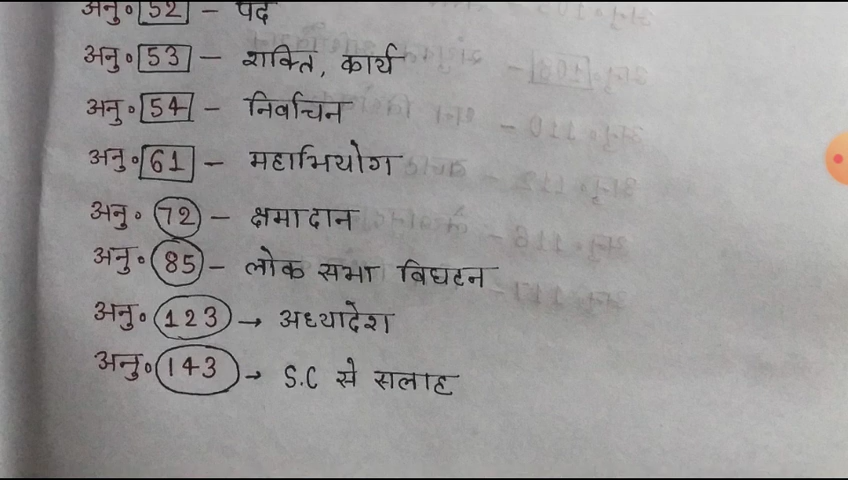 अनु॰ 52 – पद
अनु॰ 53 – शक्ति, कार्य
अनु॰ 54 – निर्वाचन
अनु॰ 61 – महाभियोग
अनु॰ 72 – क्षमादान
अनु॰ 85 – लोक सभा विघटन
अनु॰ 123 → अध्यादेश
अनु॰ 143 → S.C से सलाह